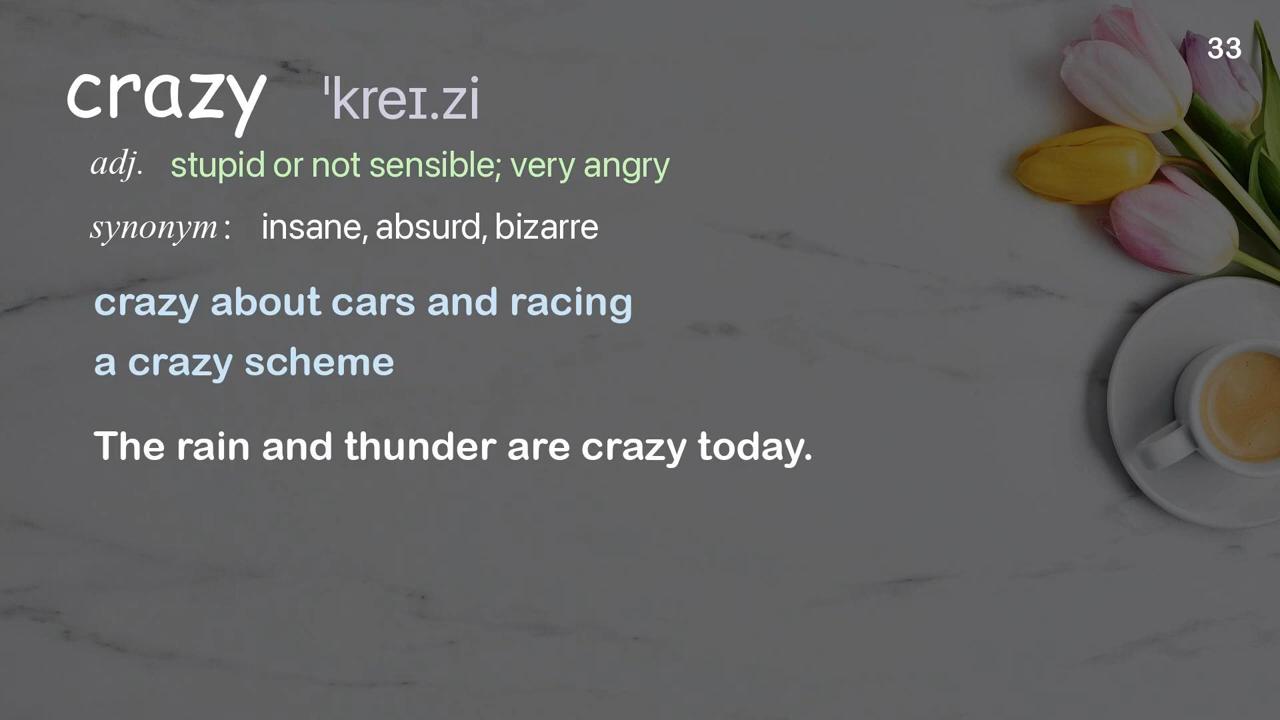 33
crazy ˈkreɪ.zi
adj. stupid or not sensible; very angry
synonym: insane, absurd, bizarre
crazy about cars and racing
a crazy scheme
The rain and thunder are crazy today.